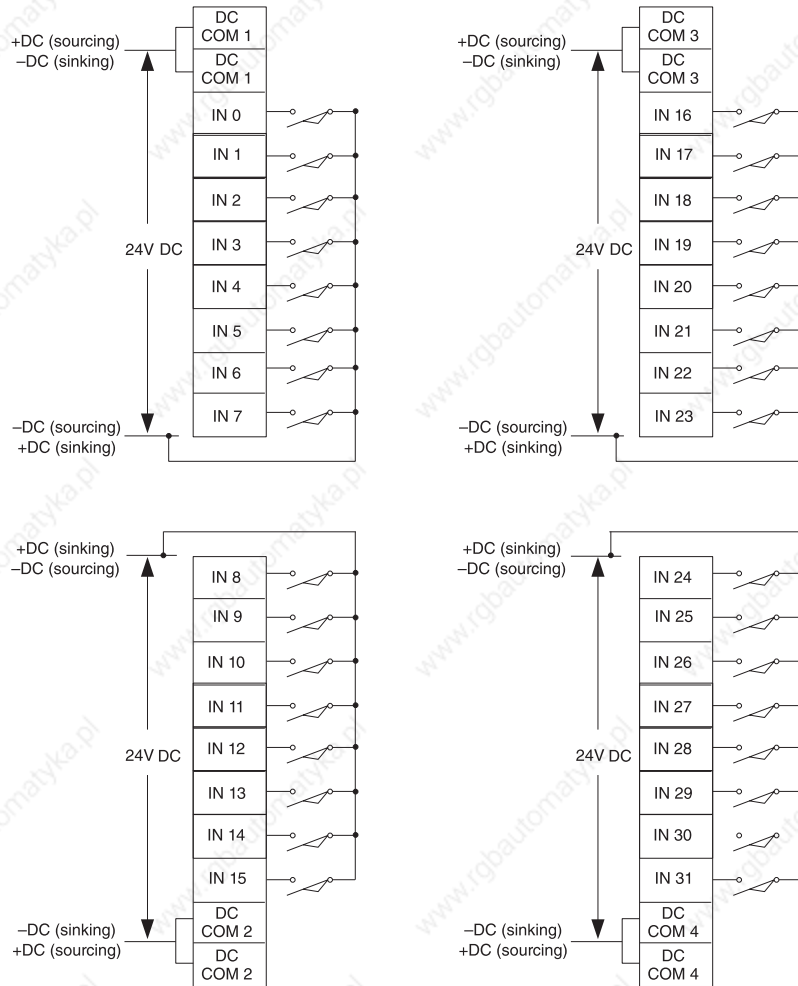 DC
COM 1
+DC (sourcing)
–DC (sinking)
DC
COM 1
IN 0
IN 1
IN 2
24V DC
IN 3
IN 4
IN 5
IN 6
IN 7
–DC (sourcing)
+DC (sinking)
DC
COM 3
+DC (sourcing)
–DC (sinking)
DC
COM 3
IN 16
IN 17
IN 18
24V DC
IN 19
IN 20
IN 21
IN 22
IN 23
–DC (sourcing)
+DC (sinking)
+DC (sinking)
–DC (sourcing)
IN 8
IN 9
IN 10
IN 11
24V DC
IN 12
IN 13
IN 14
IN 15
DC
COM 2
–DC (sinking)
+DC (sourcing)
DC
COM 2
+DC (sinking)
–DC (sourcing)
IN 24
IN 25
IN 26
IN 27
24V DC
IN 28
IN 29
IN 30
IN 31
DC
COM 4
–DC (sinking)
+DC (sourcing)
DC
COM 4
www.rgbautomatyka.pl